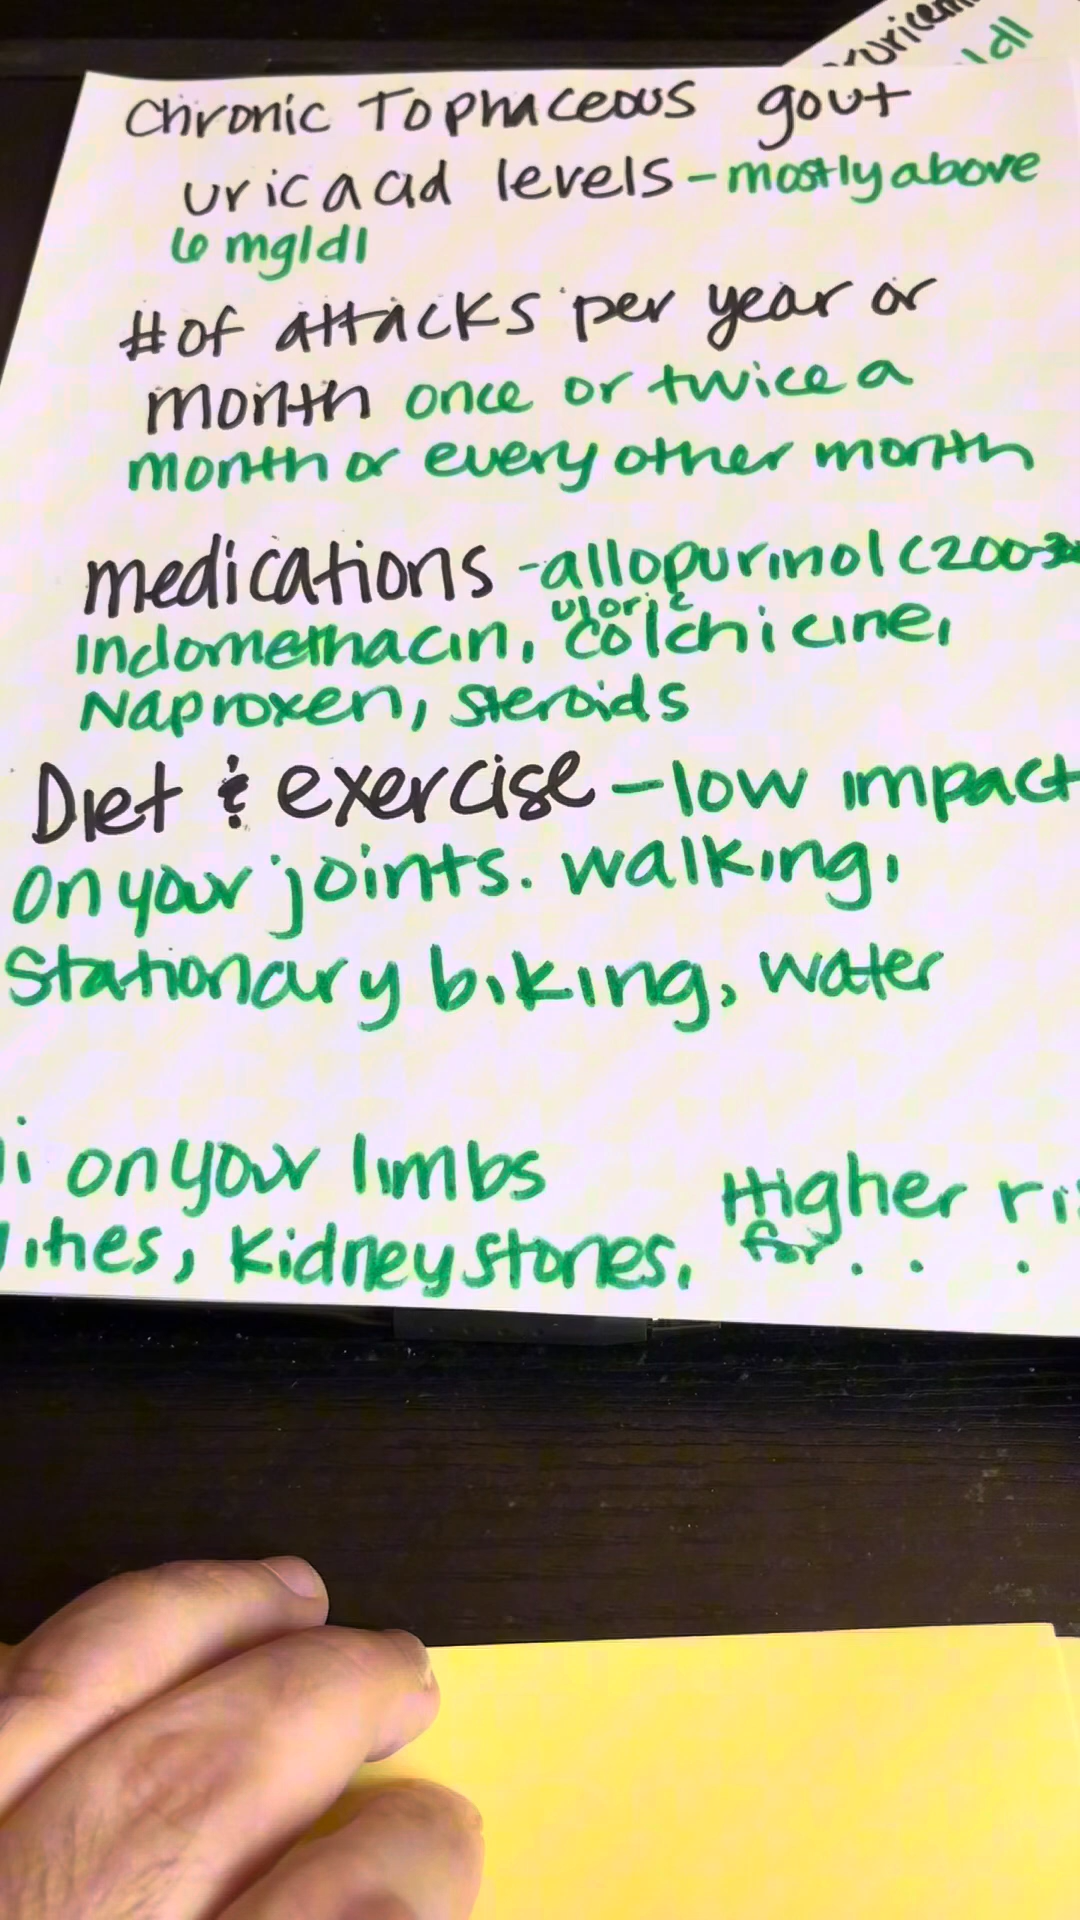 Chronic Tophaceous gout
uric acid levels - mostly above
6 mg/dl
# of attacks per year or
month once or twice a
month or every other month
medications - allopurinol (200-
uloric
Indomethacin, colchicine,
Naproxen, steroids
Diet & exercise - low impact
on your joints. walking,
stationary biking, water
on your limbs
kidney stones.
Higher
for . . .